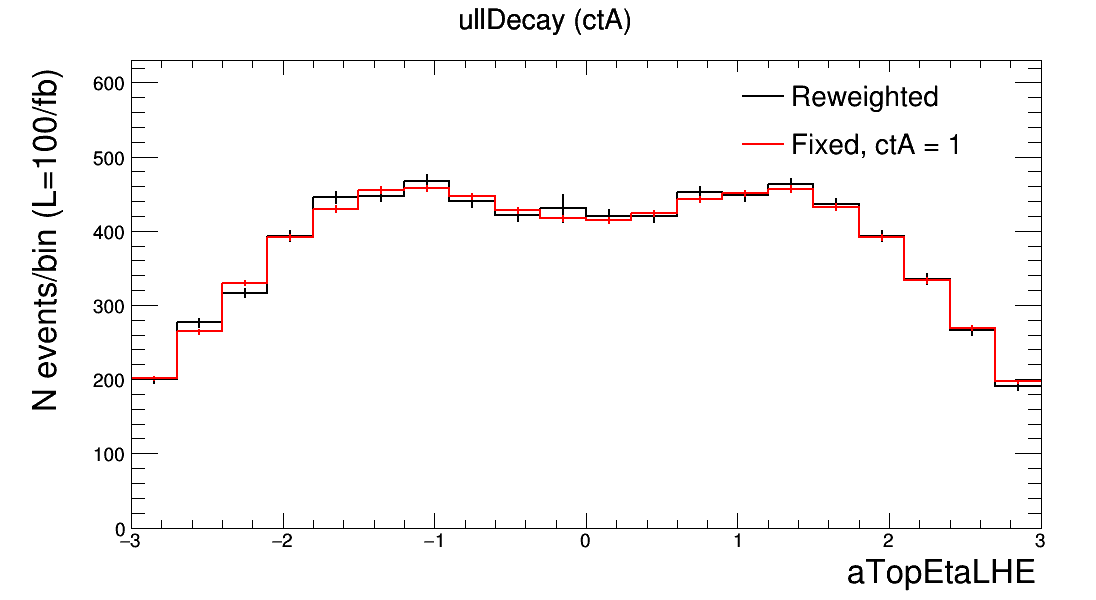 ullDecay (ctA)
N events/bin (L=100/fb)
600
500
400
300
200
100
0
Reweighted
Fixed, ctA = 1
−3
−2
−1
0
1
2
3
aTopEtaLHE